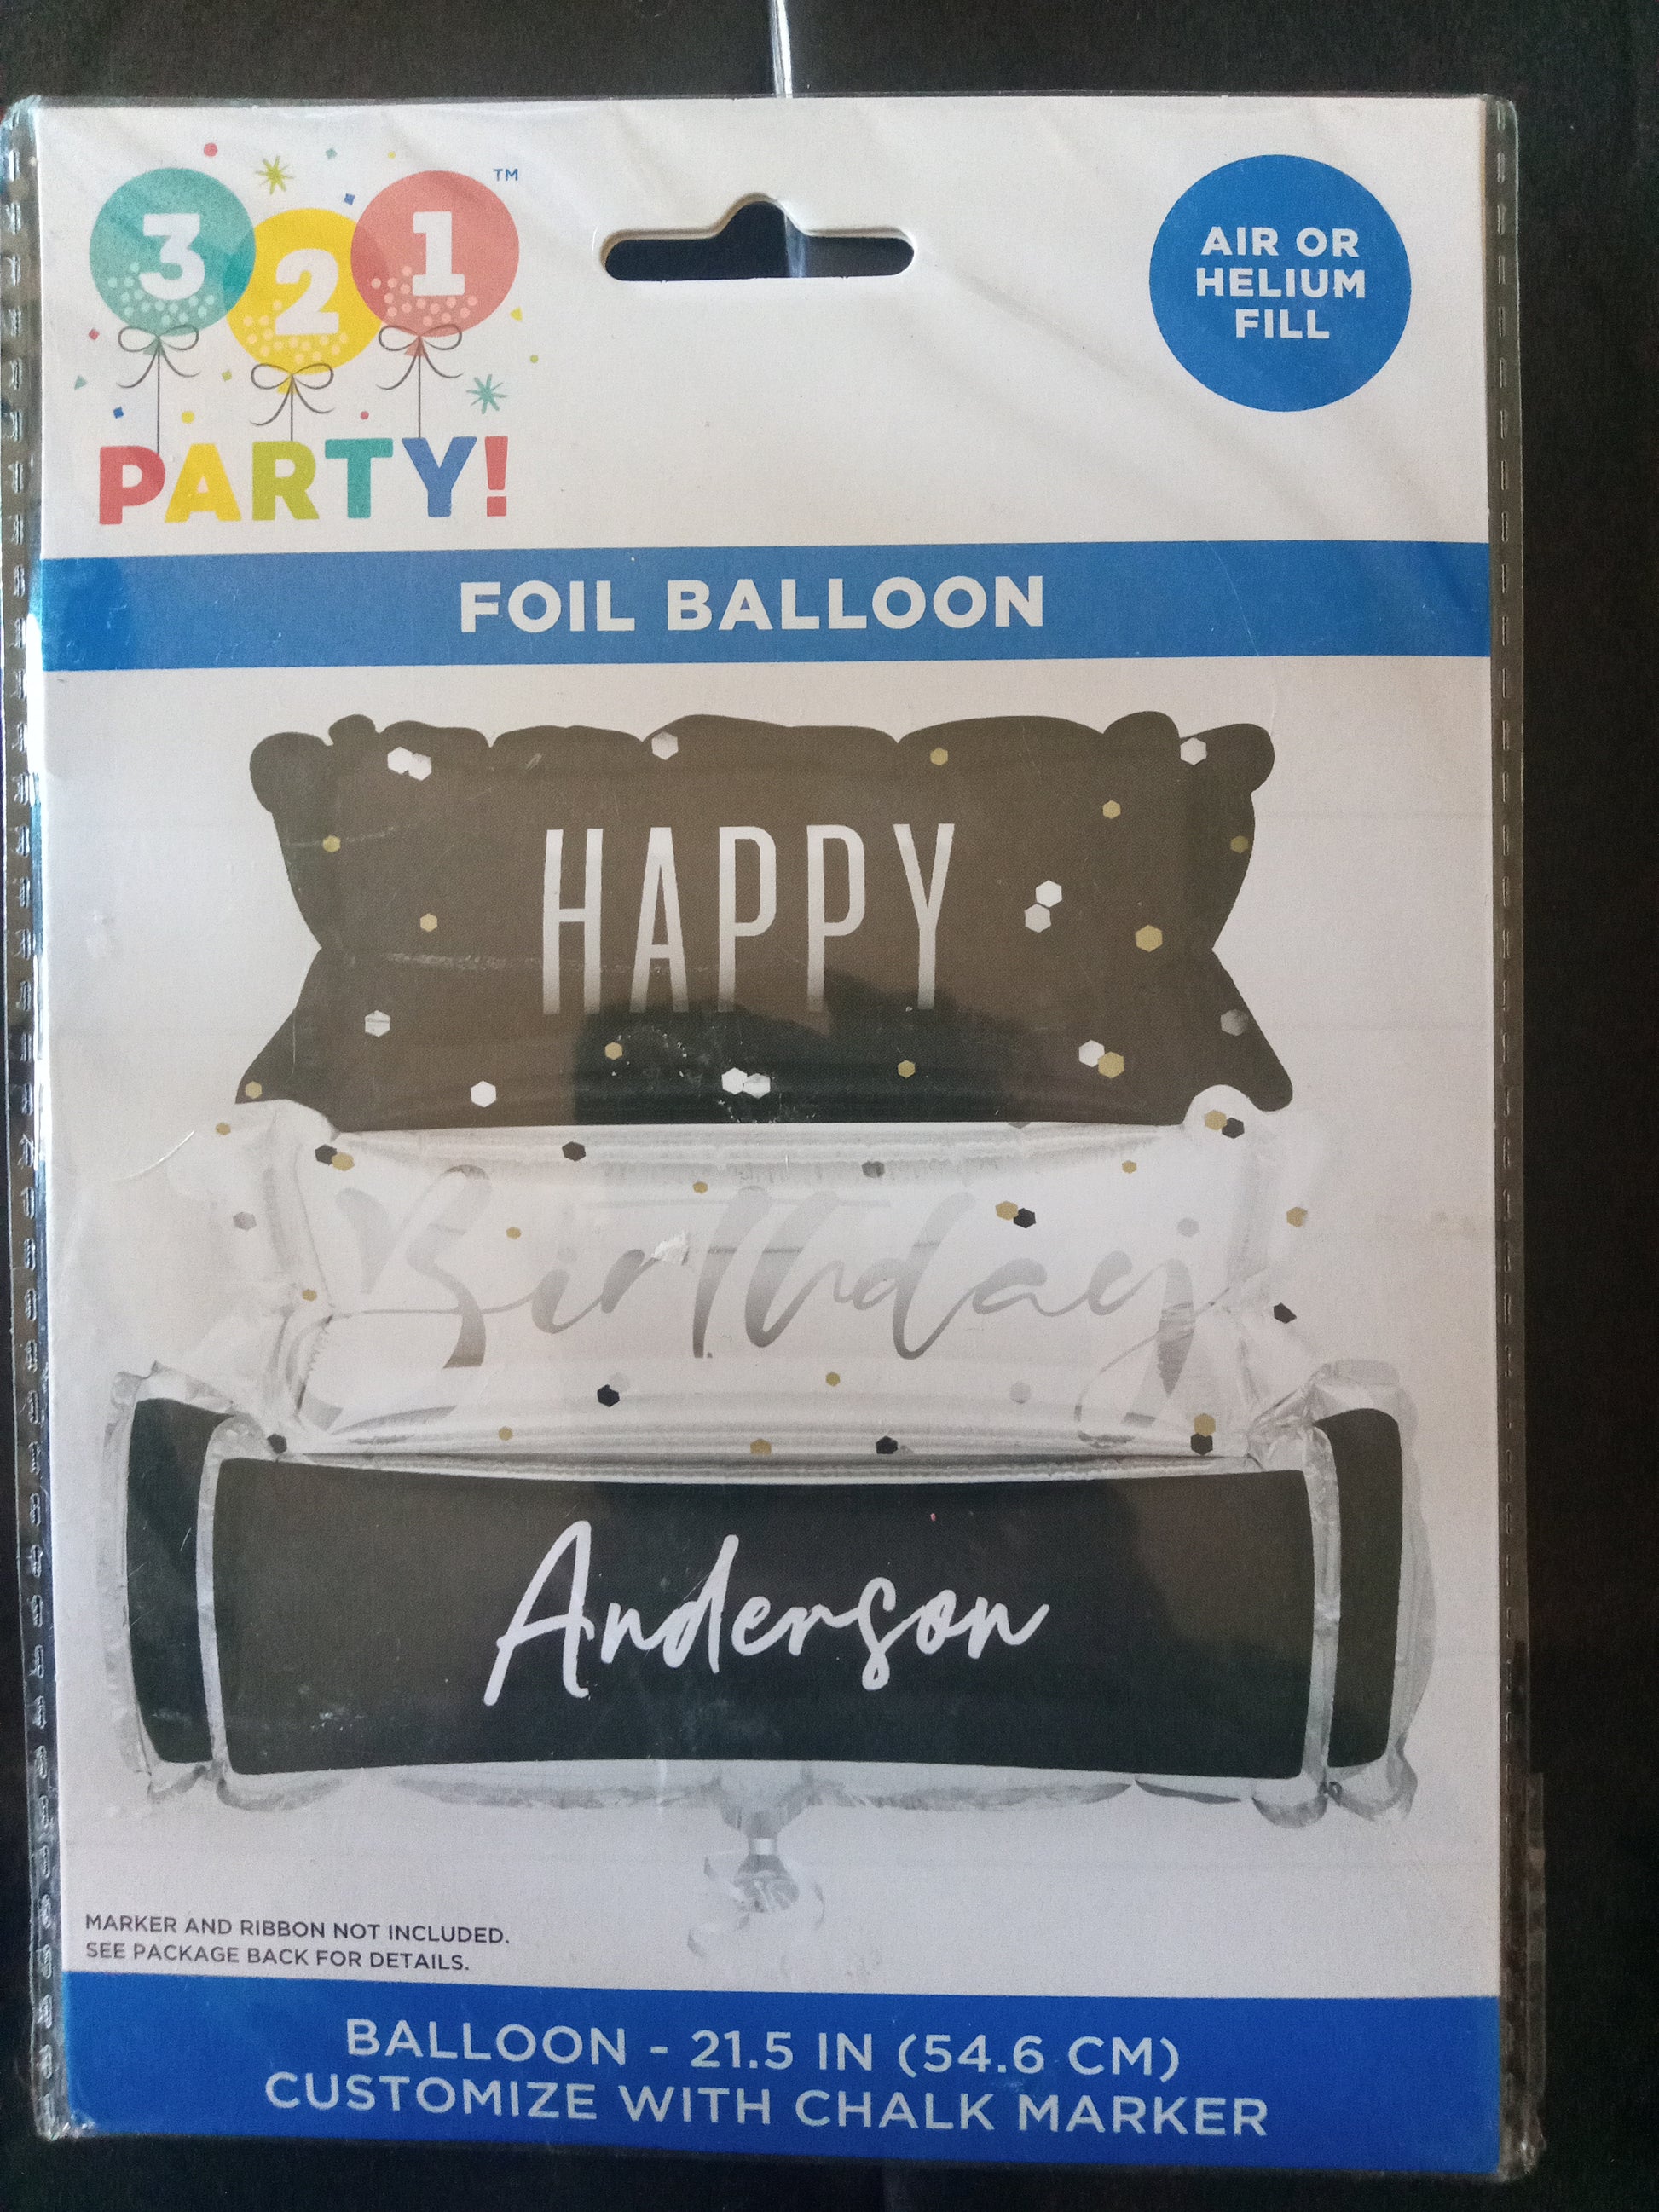 3 2 1 ™
PARTY!
AIR OR
HELIUM
FILL
FOIL BALLOON
HAPPY
Birthday
Anderson
MARKER AND RIBBON NOT INCLUDED.
SEE PACKAGE BACK FOR DETAILS.
BALLOON - 21.5 IN (54.6 CM)
CUSTOMIZE WITH CHALK MARKER